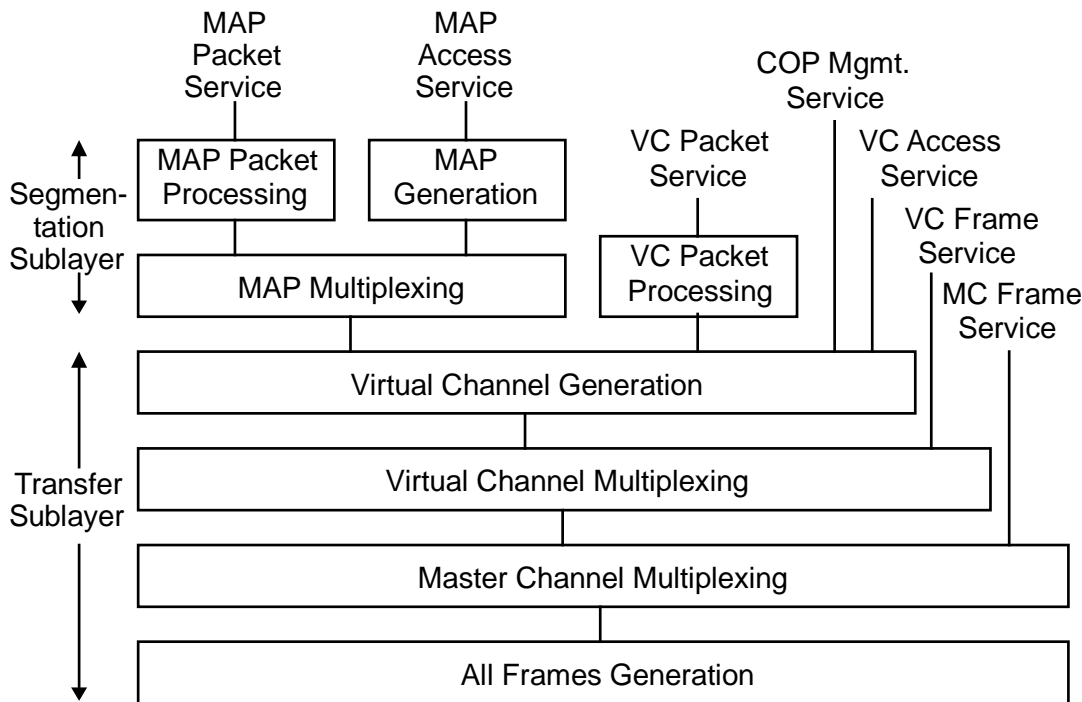 MAP
Packet
Service
MAP
Access
Service
COP Mgmt.
Service
VC Packet
Service
VC Access
Service
VC Frame
Service
MC Frame
Service
Segmen-
tation
Sublayer
MAP Packet
Processing
MAP
Generation
VC Packet
Processing
MAP Multiplexing
Transfer
Sublayer
Virtual Channel Generation
Virtual Channel Multiplexing
Master Channel Multiplexing
All Frames Generation